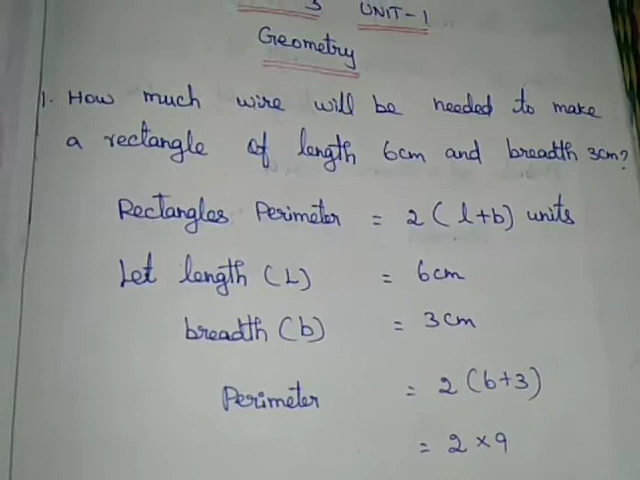 3 UNIT-1
Geometry
1. How much wire will be needed to make
a rectangle of length 6cm and breadth 3cm?
Rectangles Perimeter = 2 (l+b) units
Let length (L) = 6cm
breadth (b) = 3cm
Perimeter = 2 (6+3)
= 2 × 9